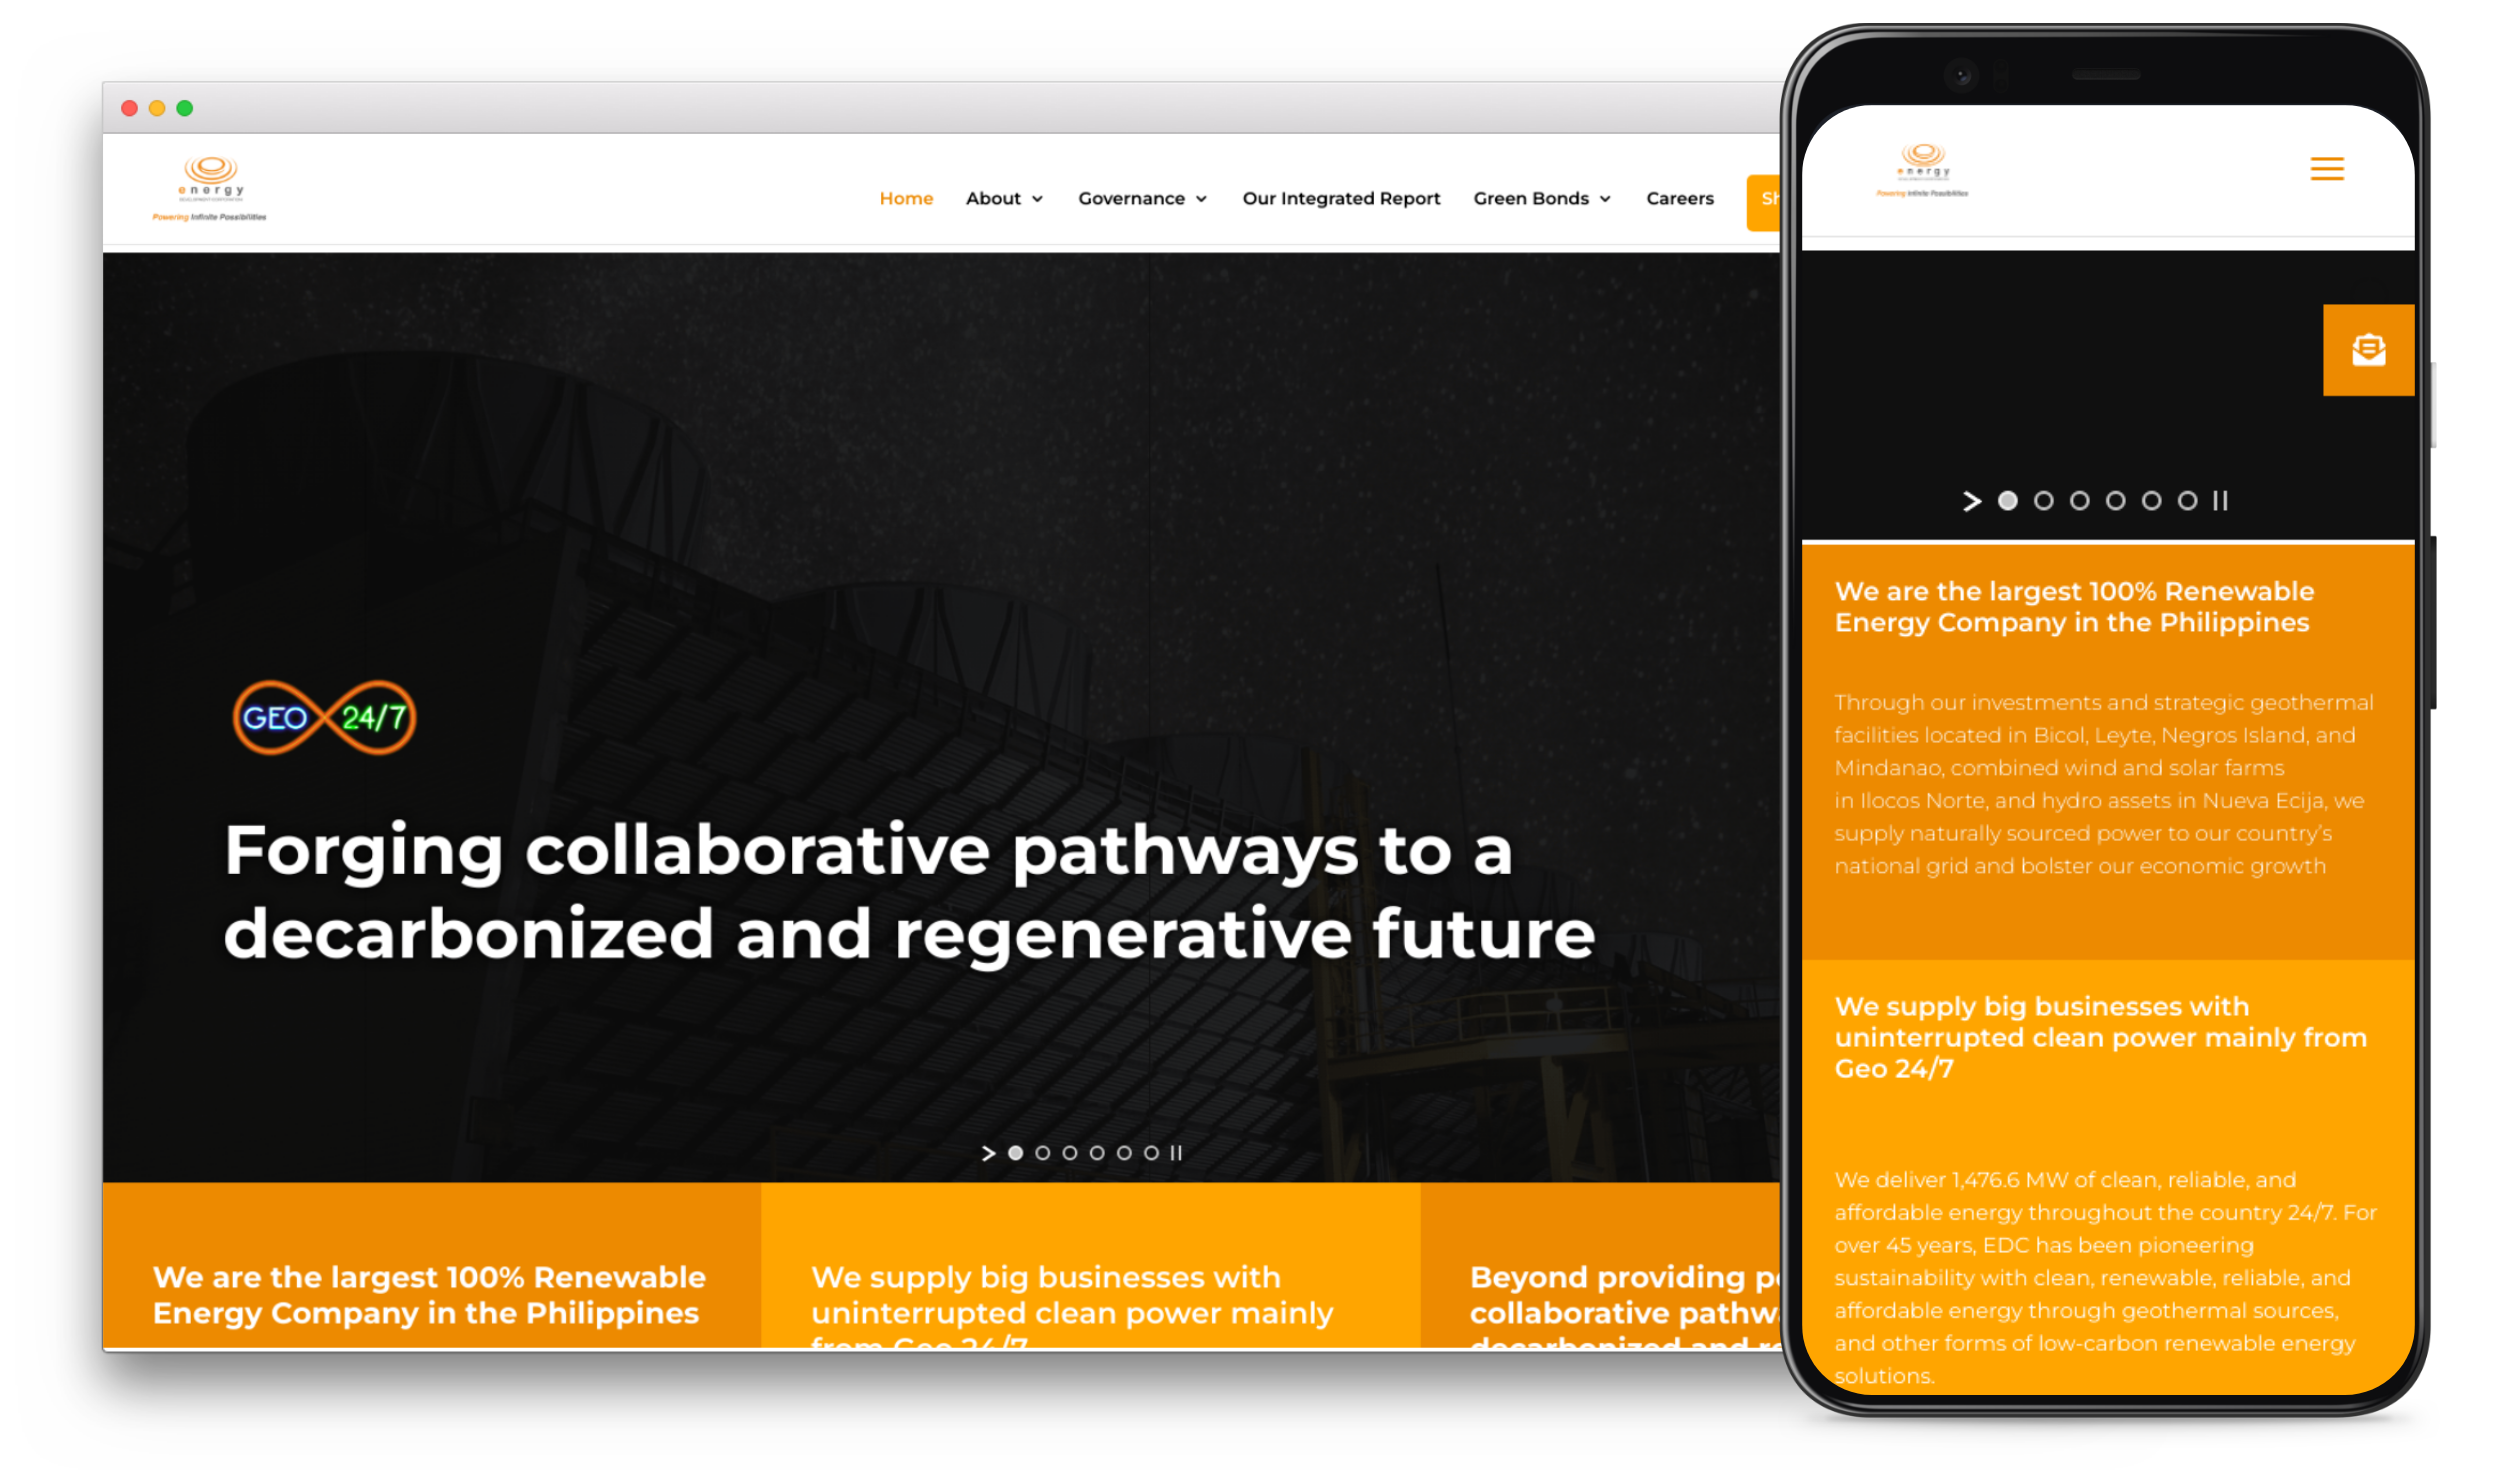 energy
DEVELOPMENT CORPORATION
Powering Infinite Possibilities
Home
About
Governance
Our Integrated Report
Green Bonds
Careers
GEO 24/7
Forging collaborative pathways to a
decarbonized and regenerative future
We are the largest 100% Renewable
Energy Company in the Philippines
We supply big businesses with
uninterrupted clean power mainly
from Geo 24/7
Beyond providing
collaborative
decarbonized and
energy
Powering Infinite Possibilities
We are the largest 100% Renewable
Energy Company in the Philippines
Through our investments and strategic geothermal
facilities located in Bicol, Leyte, Negros Island, and
Mindanao, combined wind and solar farms
in Ilocos Norte, and hydro assets in Nueva Ecija, we
supply naturally sourced power to our country's
national grid and bolster our economic growth
We supply big businesses with
uninterrupted clean power mainly from
Geo 24/7
We deliver 1,476.6 MW of clean, reliable, and
affordable energy throughout the country 24/7. For
over 45 years, EDC has been pioneering
sustainability with clean, renewable, reliable, and
affordable energy through geothermal sources,
and other forms of low-carbon renewable energy
solutions.